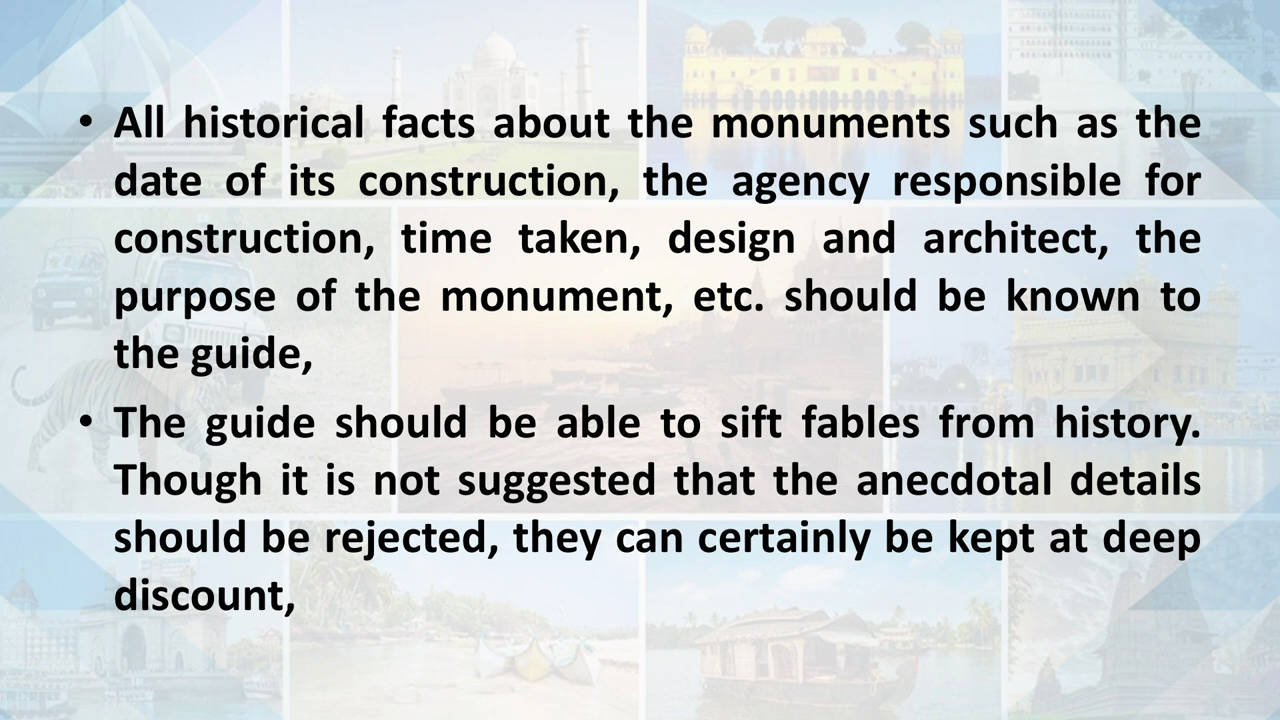 • All historical facts about the monuments such as the
date of its construction, the agency responsible for
construction, time taken, design and architect, the
purpose of the monument, etc. should be known to
the guide,
• The guide should be able to sift fables from history.
Though it is not suggested that the anecdotal details
should be rejected, they can certainly be kept at deep
discount,